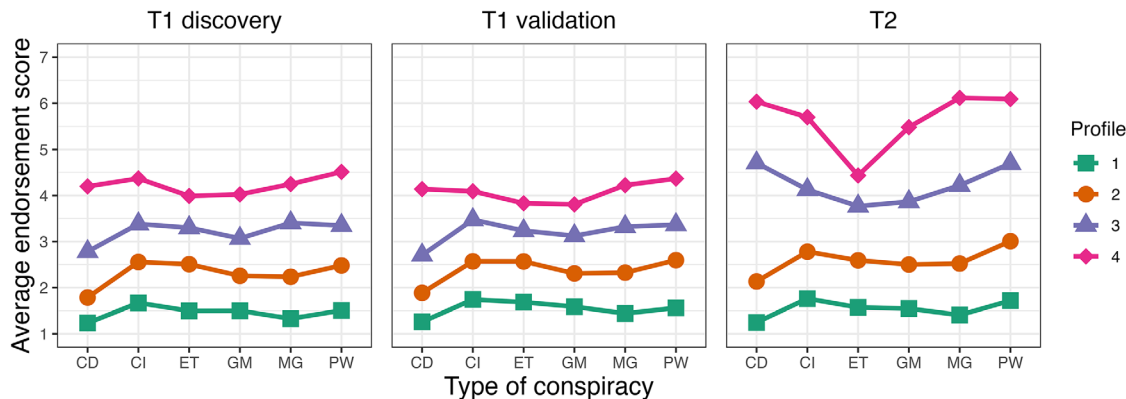 T1 discovery
T1 validation
T2
Average endorsement score
7
6
5
4
3
2
1
CD CI ET GM MG PW
CD CI ET GM MG PW
CD CI ET GM MG PW
Type of conspiracy
Profile
1
2
3
4